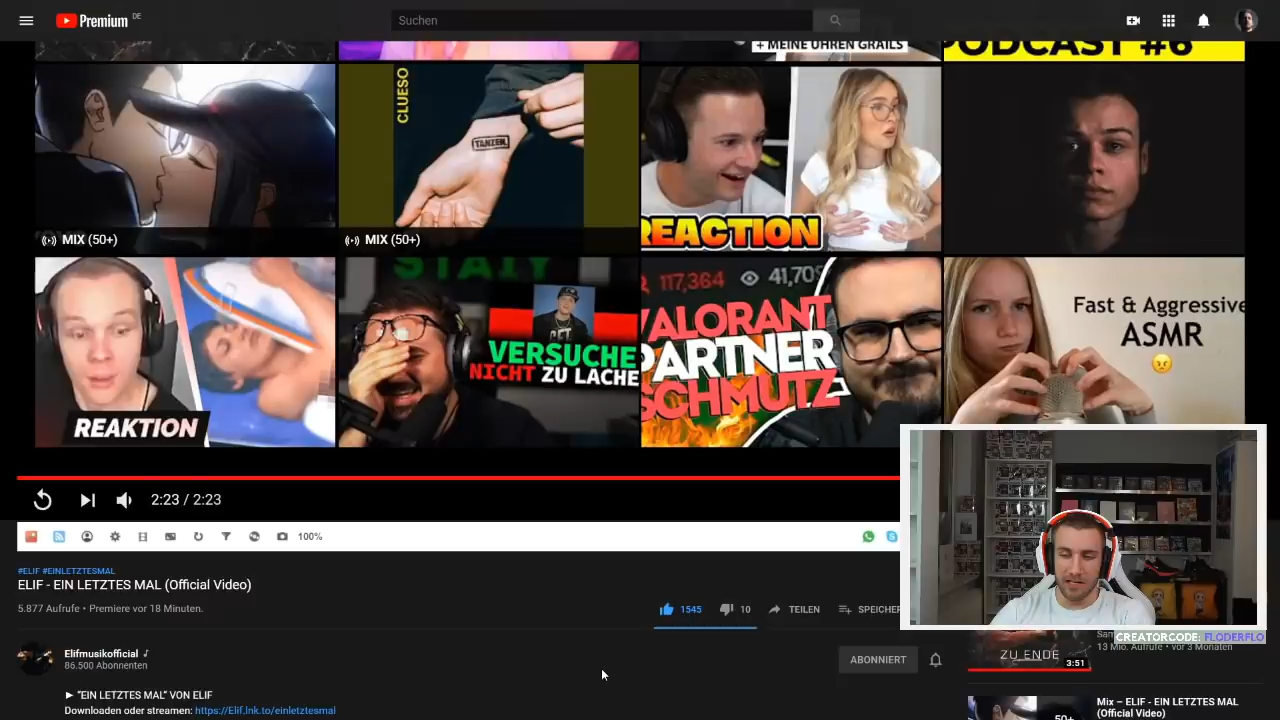 Premium DE
Suchen
+ MEINE UHREN GRAILS
PODCAST #6
CLUESO
TANZEN
MIX (50+)
MIX (50+)
REACTION
REAKTION
STAIY
VERSUCHE
NICHT ZU LACHE
117,364 41,70
VALORANT
PARTNER
SCHMUTZ
Fast & Aggressive
ASMR
2:23 / 2:23
100%
#ELIF #EINLETZTESMAL
ELIF - EIN LETZTES MAL (Official Video)
5.877 Aufrufe • Premiere vor 18 Minuten.
1545 10 TEILEN SPEICHER
Elifmusikofficial
86.500 Abonnenten
ABONNIERT
► “EIN LETZTES MAL” VON ELIF
Downloaden oder streamen: https://Elif.lnk.to/einletztesmal
CREATORCODE: FLODERFLO
13 Mio. Aufrufe • vor 3 Monaten
ZU ENDE
3:51
Mix – ELIF - EIN LETZTES MAL
(Official Video)
50+